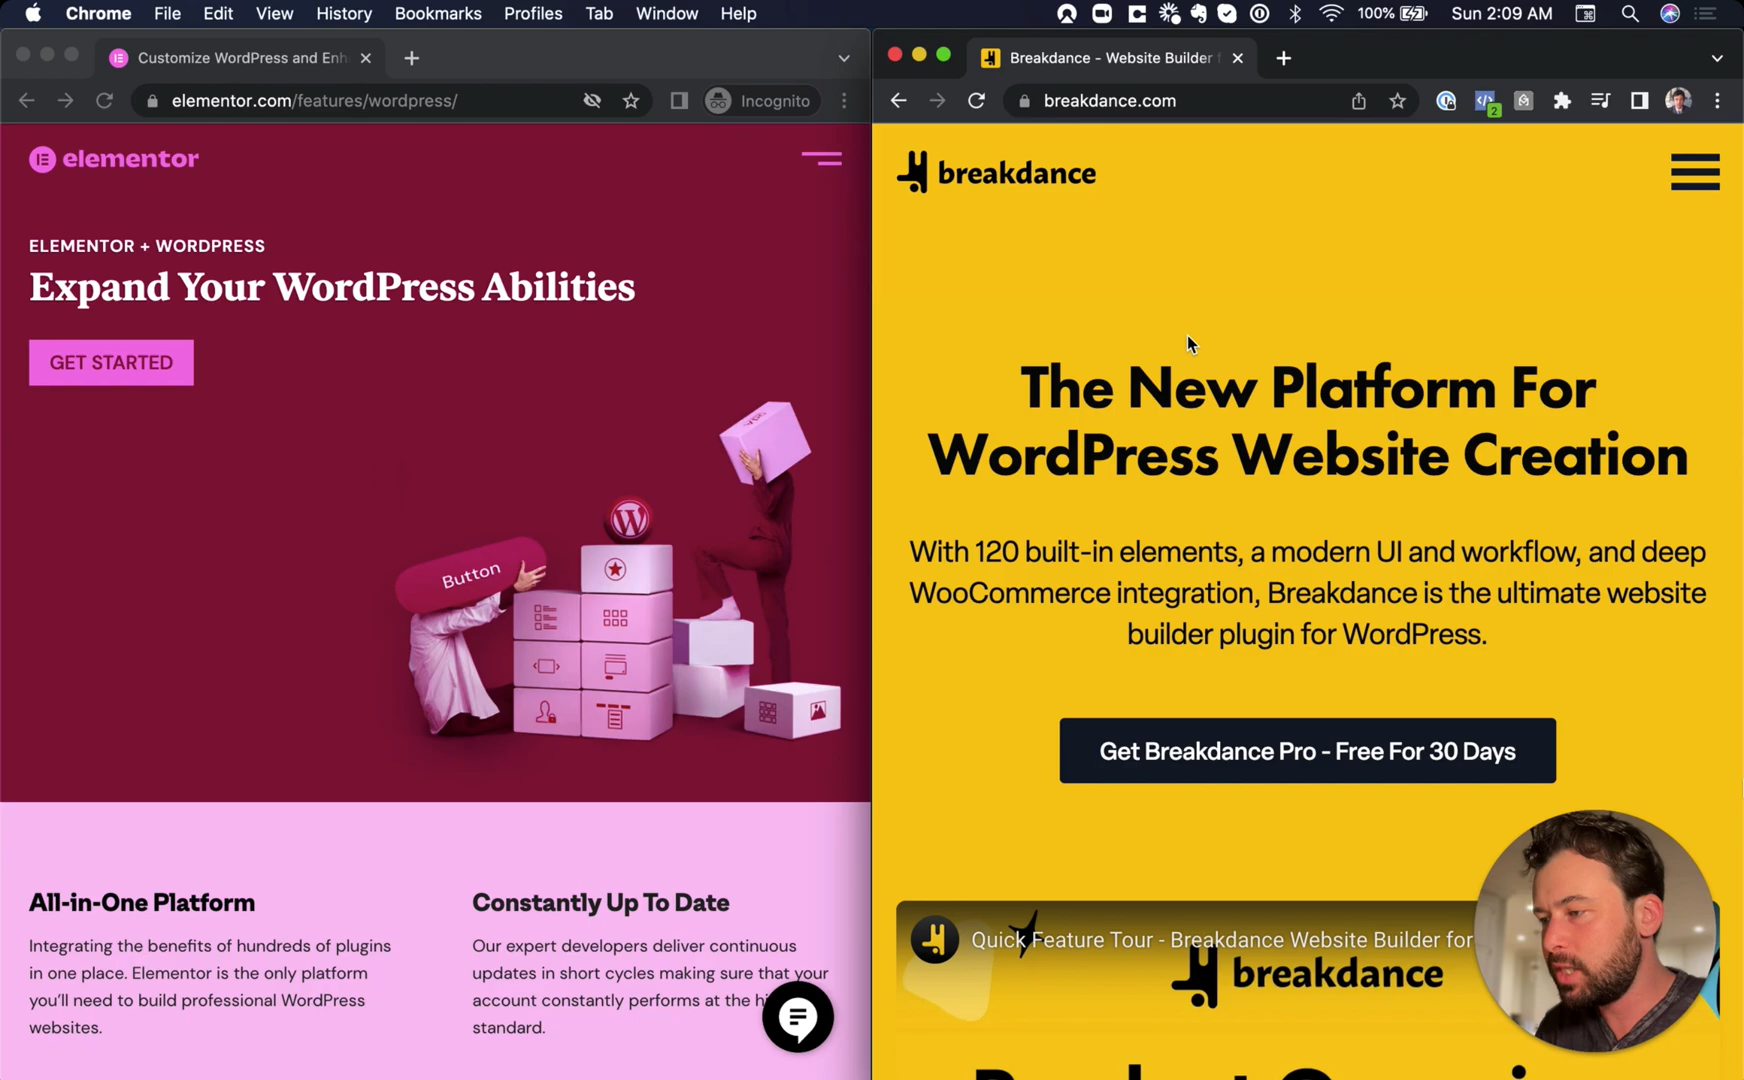 Chrome File Edit View History Bookmarks Profiles Tab Window Help
100% Sun 2:09 AM
Customize WordPress and Enh
elementor.com/features/wordpress/
Incognito
elementor
ELEMENTOR + WORDPRESS
Expand Your WordPress Abilities
GET STARTED
Button
All-in-One Platform
Integrating the benefits of hundreds of plugins
in one place. Elementor is the only platform
you'll need to build professional WordPress
websites.
Constantly Up To Date
Our expert developers deliver continuous
updates in short cycles making sure that your
account constantly performs at the
standard.
Breakdance - Website Builder f
breakdance.com
2
breakdance
The New Platform For
WordPress Website Creation
With 120 built-in elements, a modern UI and workflow, and deep
WooCommerce integration, Breakdance is the ultimate website
builder plugin for WordPress.
Get Breakdance Pro - Free For 30 Days
Quick Feature Tour - Breakdance Website Builder for
breakdance